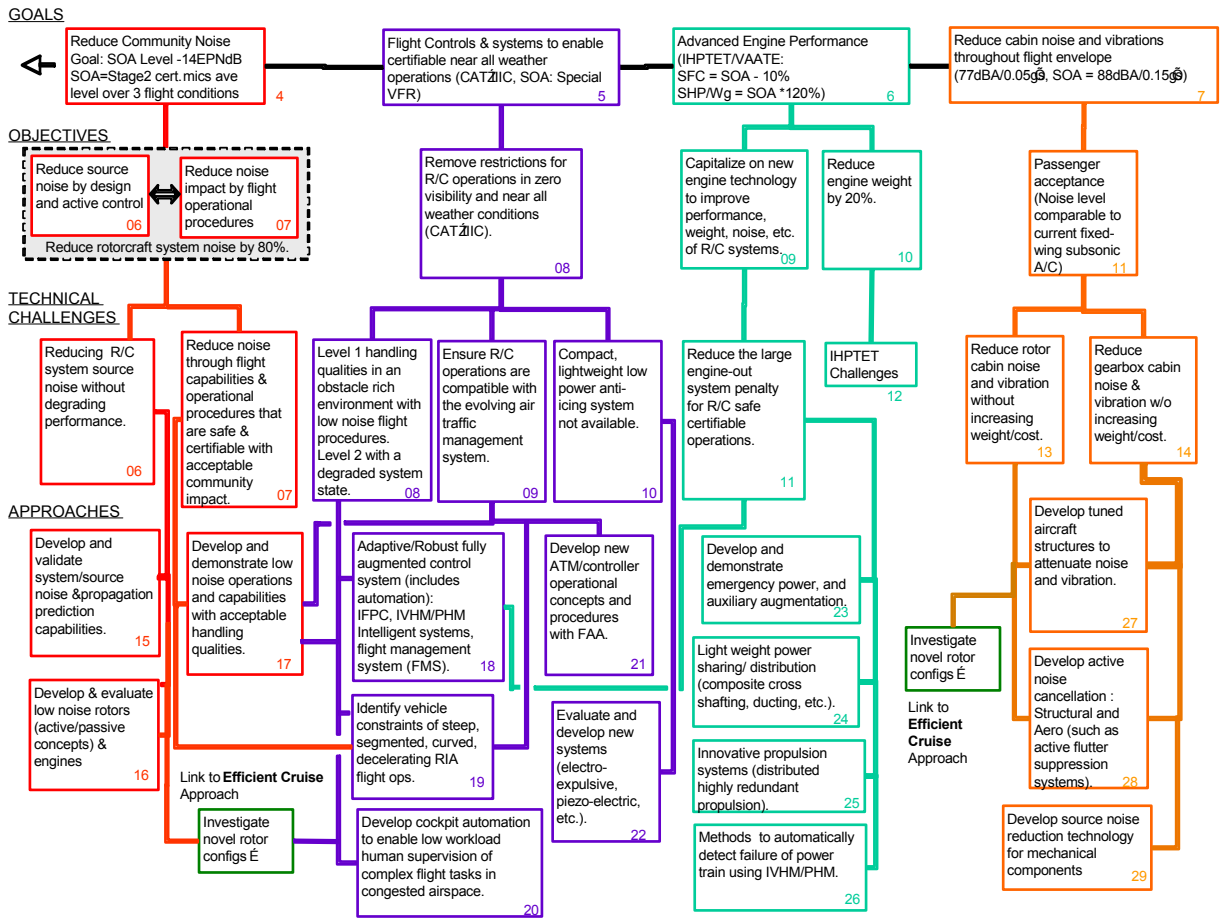 GOALS
Reduce Community Noise
Goal: SOA Level -14EPNdB
SOA=Stage2 cert.mics ave
level over 3 flight conditions
4
Flight Controls & systems to enable
certifiable near all weather
operations (CATŹIIC, SOA: Special
VFR)
5
Advanced Engine Performance
(IHPTET/VAATE:
SFC = SOA - 10%
SHP/Wg = SOA *120%)
6
Reduce cabin noise and vibrations
throughout flight envelope
(77dBA/0.05gÕs, SOA = 88dBA/0.15gÕs)
7
OBJECTIVES
Reduce source
noise by design
and active control
06
Reduce noise
impact by flight
operational
procedures
07
Reduce rotorcraft system noise by 80%.
Remove restrictions for
R/C operations in zero
visibility and near all
weather conditions
(CATŹIIC).
08
Capitalize on new
engine technology
to improve
performance,
weight, noise, etc.
of R/C systems.
09
Reduce
engine weight
by 20%.
10
Passenger
acceptance
(Noise level
comparable to
current fixed-
wing subsonic
A/C)
11
TECHNICAL
CHALLENGES
Reducing R/C
system source
noise without
degrading
performance.
06
Reduce noise
through flight
capabilities &
operational
procedures that
are safe &
certifiable with
acceptable
community
impact.
07
Level 1 handling
qualities in an
obstacle rich
environment with
low noise flight
procedures.
Level 2 with a
degraded system
state.
08
Ensure R/C
operations are
compatible with
the evolving air
traffic
management
system.
09
Compact,
lightweight low
power anti-
icing system
not available.
10
Reduce the large
engine-out
system penalty
for R/C safe
certifiable
operations.
11
IHPTET
Challenges
12
Reduce rotor
cabin noise
and vibration
without
increasing
weight/cost.
13
Reduce
gearbox cabin
noise &
vibration w/o
increasing
weight/cost.
14
APPROACHES
Develop and
validate
system/source
noise &propagation
prediction
capabilities.
15
Develop and
demonstrate low
noise operations
and capabilities
with acceptable
handling
qualities.
17
Adaptive/Robust fully
augmented control
system (includes
automation):
IFPC, IVHM/PHM
Intelligent systems,
flight management
system (FMS).
18
Develop new
ATM/controller
operational
concepts and
procedures
with FAA.
21
Develop and
demonstrate
emergency power, and
auxiliary augmentation.
23
Develop tuned
aircraft
structures to
attenuate noise
and vibration.
27
Develop & evaluate
low noise rotors
(active/passive
concepts) &
engines
16
Identify vehicle
constraints of steep,
segmented, curved,
decelerating RIA
flight ops.
19
Evaluate and
develop new
systems
(electro-
expulsive,
piezo-electric,
etc.).
22
Light weight power
sharing/ distribution
(composite cross
shafting, ducting, etc.).
24
Investigate
novel rotor
configs É
Link to
Efficient
Cruise
Approach
Develop active
noise
cancellation :
Structural and
Aero (such as
active flutter
suppression
systems).
28
Link to Efficient Cruise
Approach
Investigate
novel rotor
configs É
Develop cockpit automation
to enable low workload
human supervision of
complex flight tasks in
congested airspace.
20
Innovative propulsion
systems (distributed
highly redundant
propulsion).
25
Methods to automatically
detect failure of power
train using IVHM/PHM.
26
Develop source noise
reduction technology
for mechanical
components
29